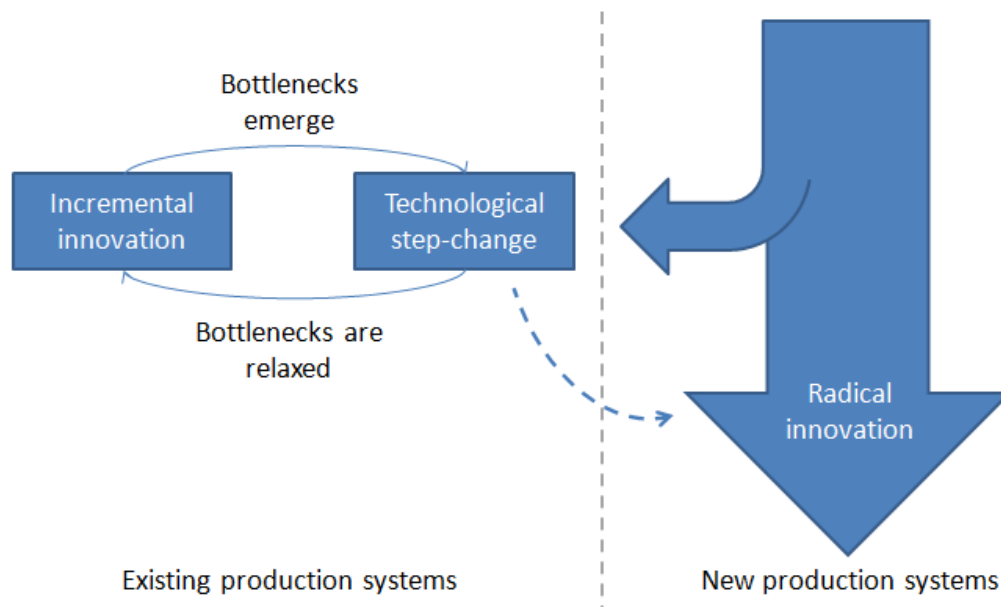 Bottlenecks
emerge
Incremental
innovation
Technological
step-change
Bottlenecks are
relaxed
Radical
innovation
Existing production systems
New production systems